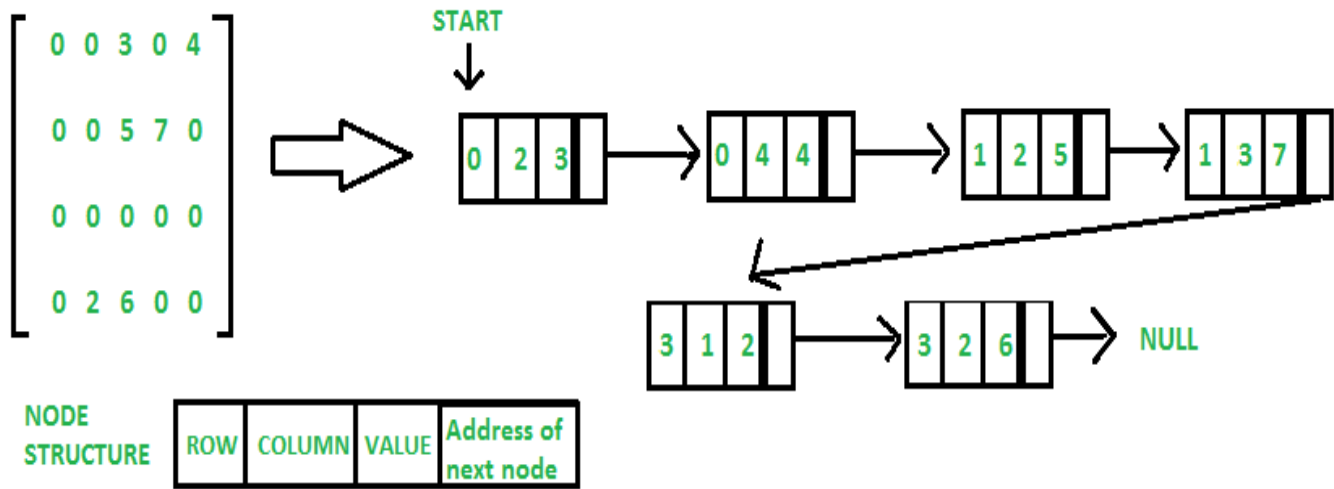 START
0 0 3 0 4
0 0 5 7 0
0 0 0 0 0
0 2 6 0 0
0 2 3
0 4 4
1 2 5
1 3 7
3 1 2
3 2 6
NULL
NODE
STRUCTURE
ROW
COLUMN
VALUE
Address of
next node